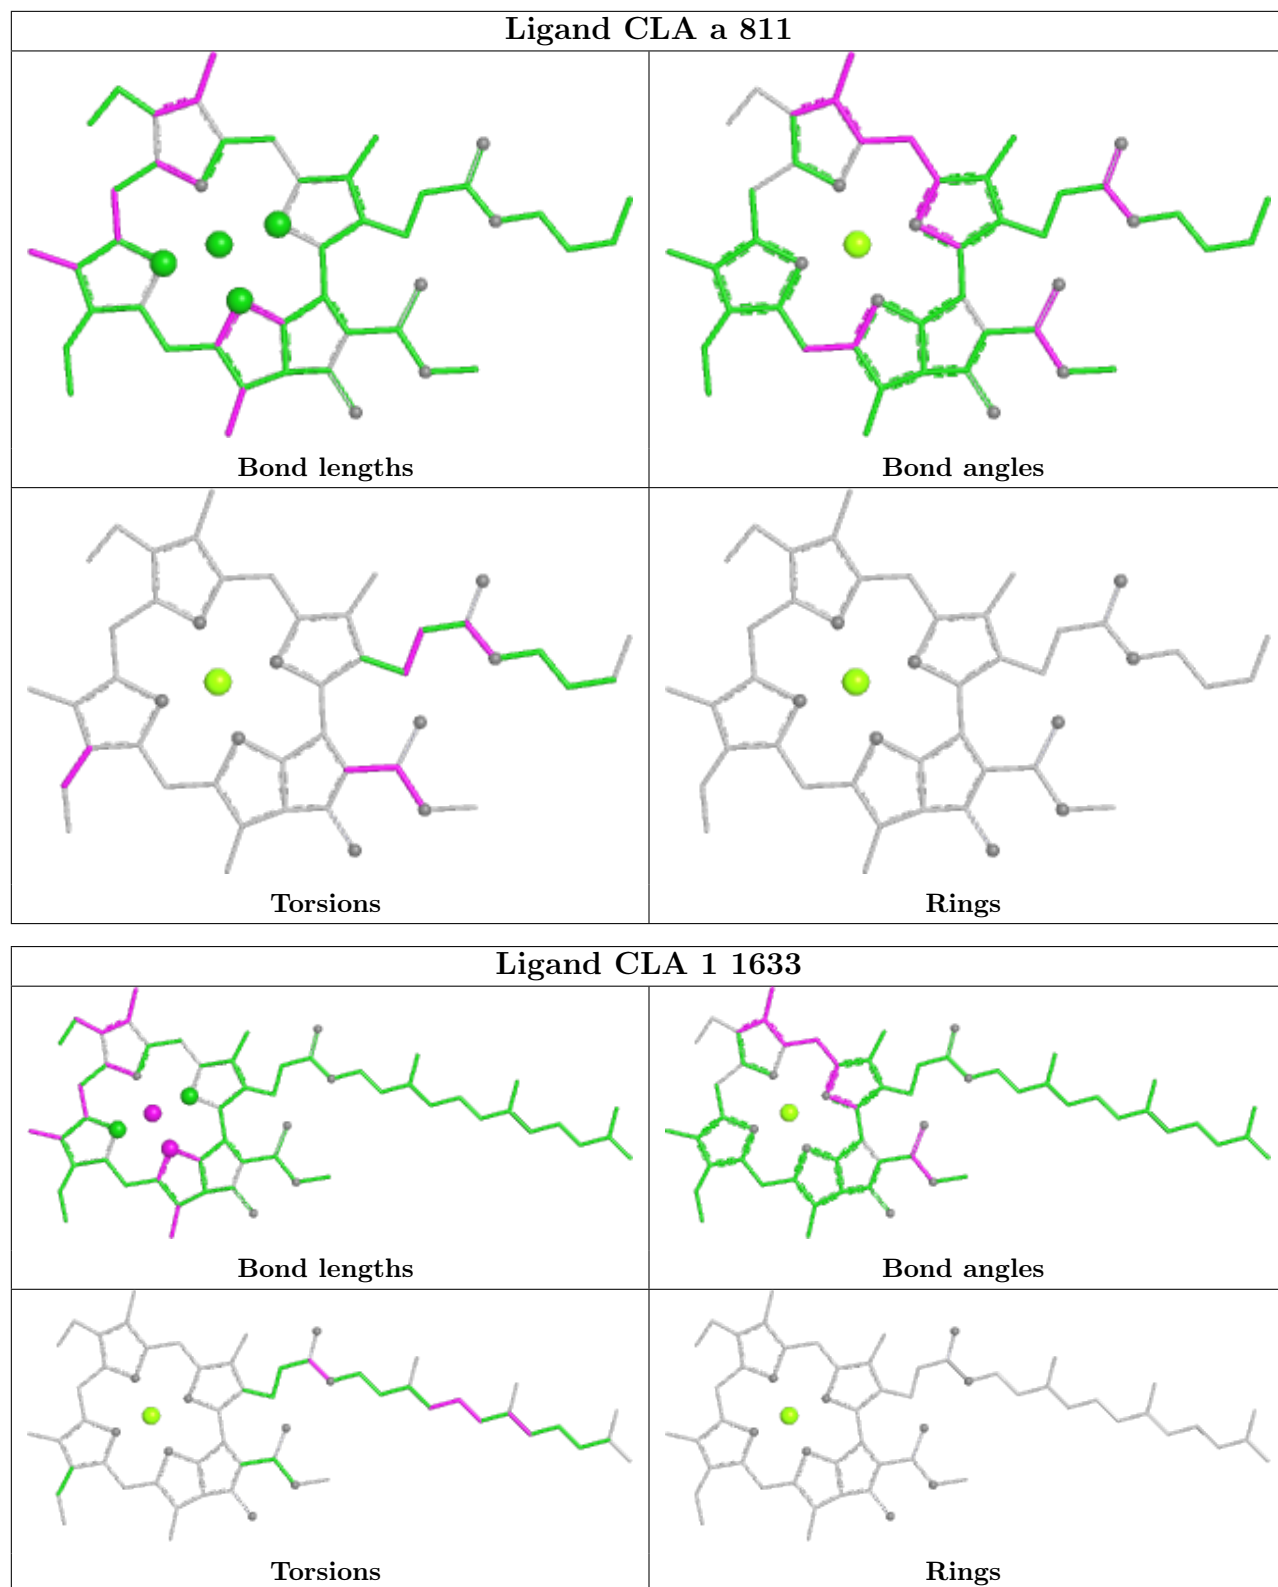 Ligand CLA a 811
Bond lengths
Bond angles
Torsions
Rings
Ligand CLA 1 1633
Bond lengths
Bond angles
Torsions
Rings